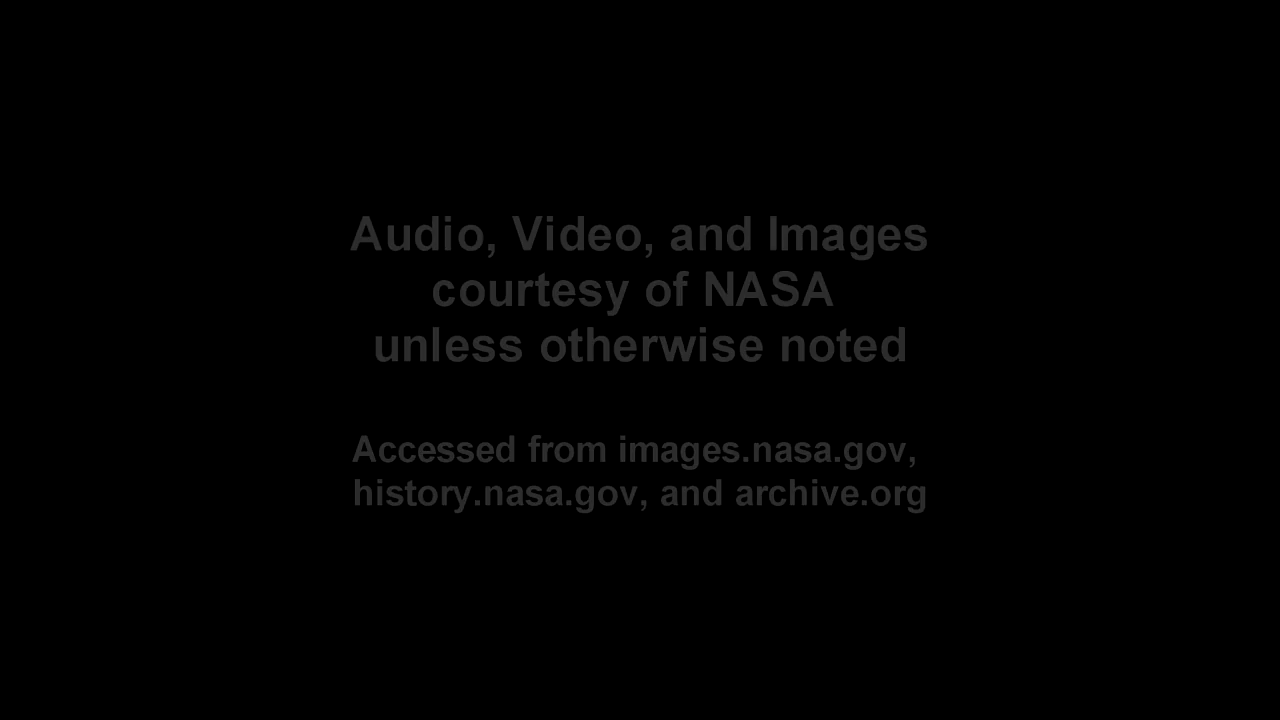 Audio, Video, and Images
courtesy of NASA
unless otherwise noted
Accessed from images.nasa.gov,
history.nasa.gov, and archive.org